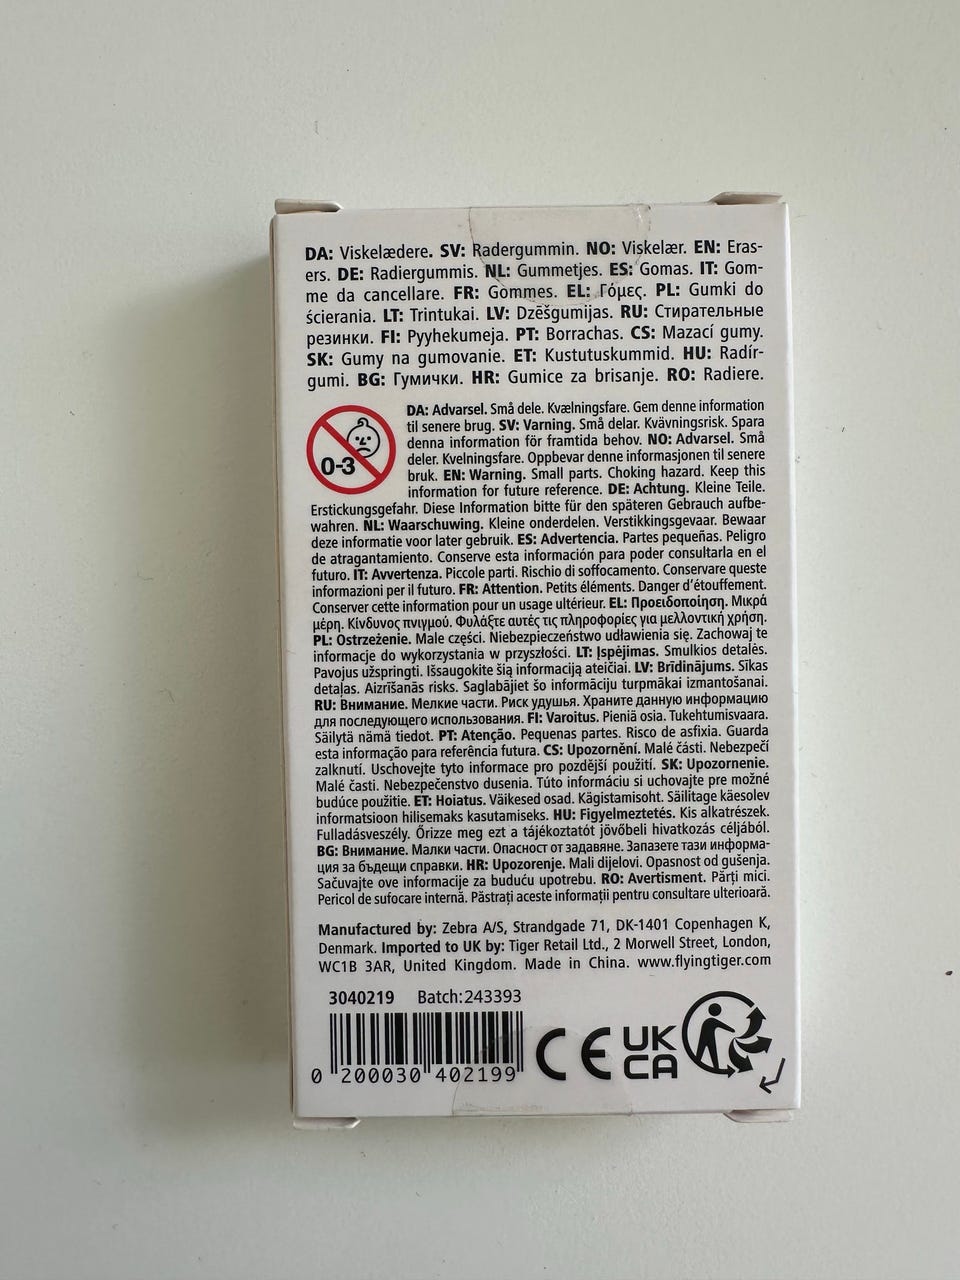 DA: Viskelædere. SV: Radergummin. NO: Viskelær. EN: Eras-
ers. DE: Radiergummis. NL: Gummetjes. ES: Gomas. IT: Gom-
me da cancellare. FR: Gommes. EL: Γόμες. PL: Gumki do
ścierania. LT: Trintukai. LV: Dzēšgumijas. RU: Стирательные
резинки. FI: Pyyhekumeja. PT: Borrachas. CS: Mazací gumy.
SK: Gumy na gumovanie. ET: Kustutuskummid. HU: Radír-
gumi. BG: Гумички. HR: Gumice za brisanje. RO: Radiere.
0-3
DA: Advarsel. Små dele. Kvælningsfare. Gem denne information
til senere brug. SV: Varning. Små delar. Kvävningsrisk. Spara
denna information för framtida behov. NO: Advarsel. Små
deler. Kvelningsfare. Oppbevar denne informasjonen til senere
bruk. EN: Warning. Small parts. Choking hazard. Keep this
information for future reference. DE: Achtung. Kleine Teile.
Erstickungsgefahr. Diese Information bitte für den späteren Gebrauch aufbe-
wahren. NL: Waarschuwing. Kleine onderdelen. Verstikkingsgevaar. Bewaar
deze informatie voor later gebruik. ES: Advertencia. Partes pequeñas. Peligro
de atragantamiento. Conserve esta información para poder consultarla en el
futuro. IT: Avvertenza. Piccole parti. Rischio di soffocamento. Conservare queste
informazioni per il futuro. FR: Attention. Petits éléments. Danger d'étouffement.
Conserver cette information pour un usage ultérieur. EL: Προειδοποίηση. Μικρά
μέρη. Κίνδυνος πνιγμού. Φυλάξτε αυτές τις πληροφορίες για μελλοντική χρήση.
PL: Ostrzeżenie. Małe części. Niebezpieczeństwo udławienia się. Zachowaj te
informacje do wykorzystania w przyszłości. LT: Įspėjimas. Smulkios detalės.
Pavojus užspringti. Išsaugokite šią informaciją ateičiai. LV: Brīdinājums. Sīkas
detaļas. Aizrīšanās risks. Saglabājiet šo informāciju turpmākai izmantošanai.
RU: Внимание. Мелкие части. Риск удушья. Храните данную информацию
для последующего использования. FI: Varoitus. Pieniä osia. Tukehtumisvaara.
Säilytä nämä tiedot. PT: Atenção. Pequenas partes. Risco de asfixia. Guarda
esta informação para referência futura. CS: Upozornění. Malé části. Nebezpečí
zalknutí. Uschovejte tyto informace pro pozdější použití. SK: Upozornenie.
Malé časti. Nebezpečenstvo dusenia. Túto informáciu si uchovajte pre možné
budúce použitie. ET: Hoiatus. Väikesed osad. Kägistamisoht. Säilitage käesolev
informatsioon hilisemaks kasutamiseks. HU: Figyelmeztetés. Kis alkatrészek.
Fulladásveszély. Őrizze meg ezt a tájékoztatót jövőbeli hivatkozás céljából.
BG: Внимание. Малки части. Опасност от задавяне. Запазете тази информа-
ция за бъдещи справки. HR: Upozorenje. Mali dijelovi. Opasnost od gušenja.
Sačuvajte ove informacije za buduću upotrebu. RO: Avertisment. Părți mici.
Pericol de sufocare internă. Păstrați aceste informații pentru consultare ulterioară.
Manufactured by: Zebra A/S, Strandgade 71, DK-1401 Copenhagen K,
Denmark. Imported to UK by: Tiger Retail Ltd., 2 Morwell Street, London,
WC1B 3AR, United Kingdom. Made in China. www.flyingtiger.com
3040219 Batch:243393
0 200030 402199
CE UK CA